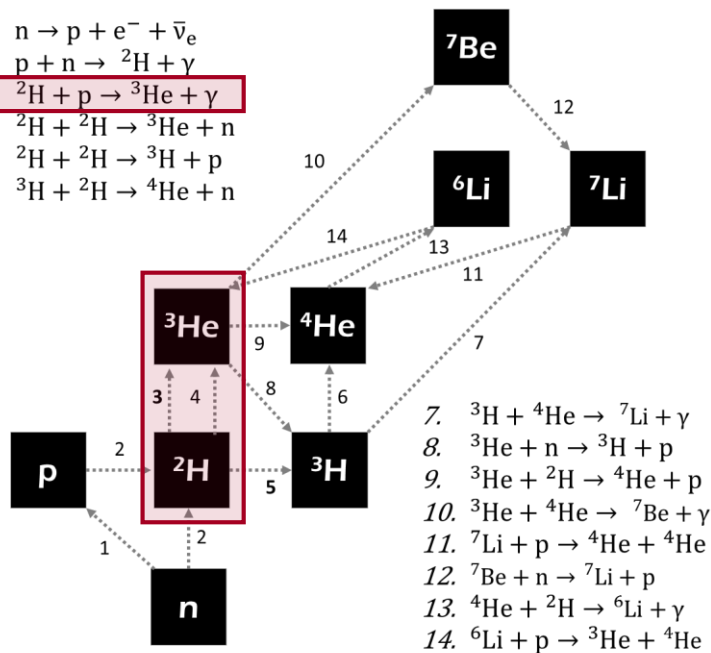 n → p + e⁻ + ν̄ₑ
p + n → ²H + γ
²H + p → ³He + γ
²H + ²H → ³He + n
²H + ²H → ³H + p
³H + ²H → ⁴He + n
⁷Be
12
10
⁶Li
⁷Li
14
13
11
³He
⁴He
9
7
3
4
8
6
p
2
²H
5
³H
1
2
n
7. ³H + ⁴He → ⁷Li + γ
8. ³He + n → ³H + p
9. ³He + ²H → ⁴He + p
10. ³He + ⁴He → ⁷Be + γ
11. ⁷Li + p → ⁴He + ⁴He
12. ⁷Be + n → ⁷Li + p
13. ⁴He + ²H → ⁶Li + γ
14. ⁶Li + p → ³He + ⁴He